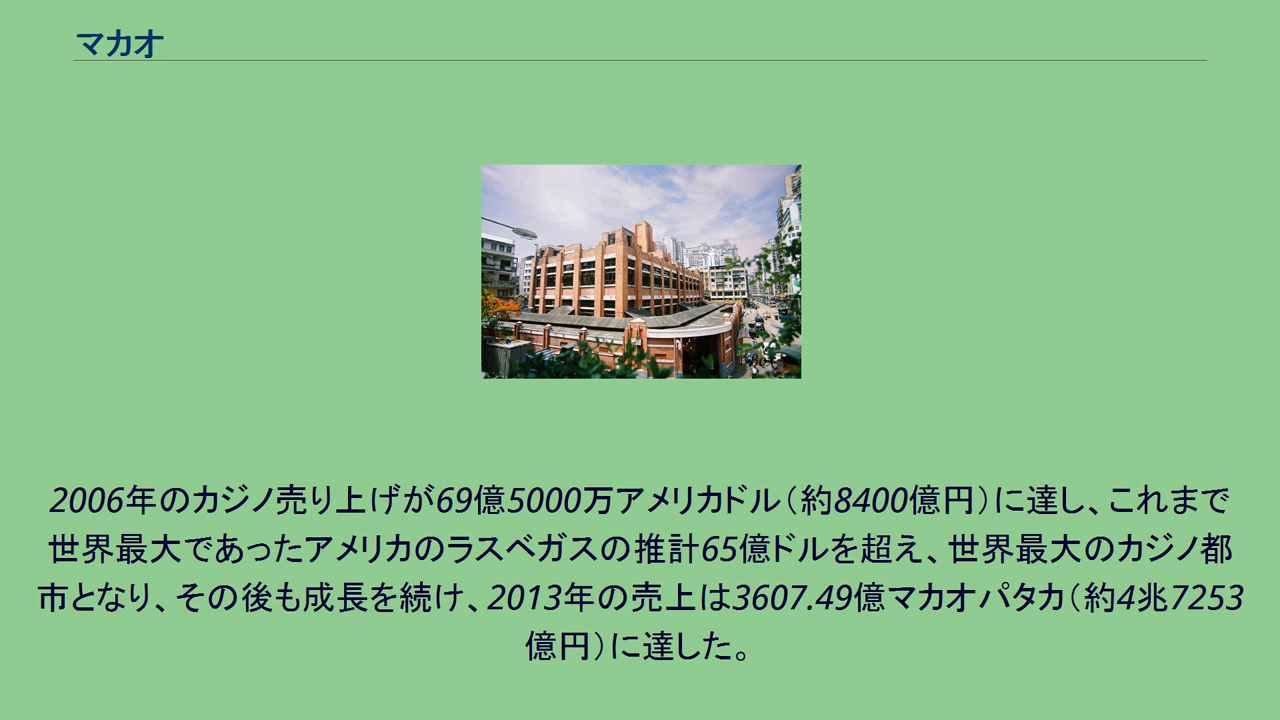 マカオ
2006年のカジノ売り上げが69億5000万アメリカドル（約8400億円）に達し、これまで
世界最大であったアメリカのラスベガスの推計65億ドルを超え、世界最大のカジノ都
市となり、その後も成長を続け、2013年の売上は3607.49億マカオパタカ（約4兆7253
億円）に達した。